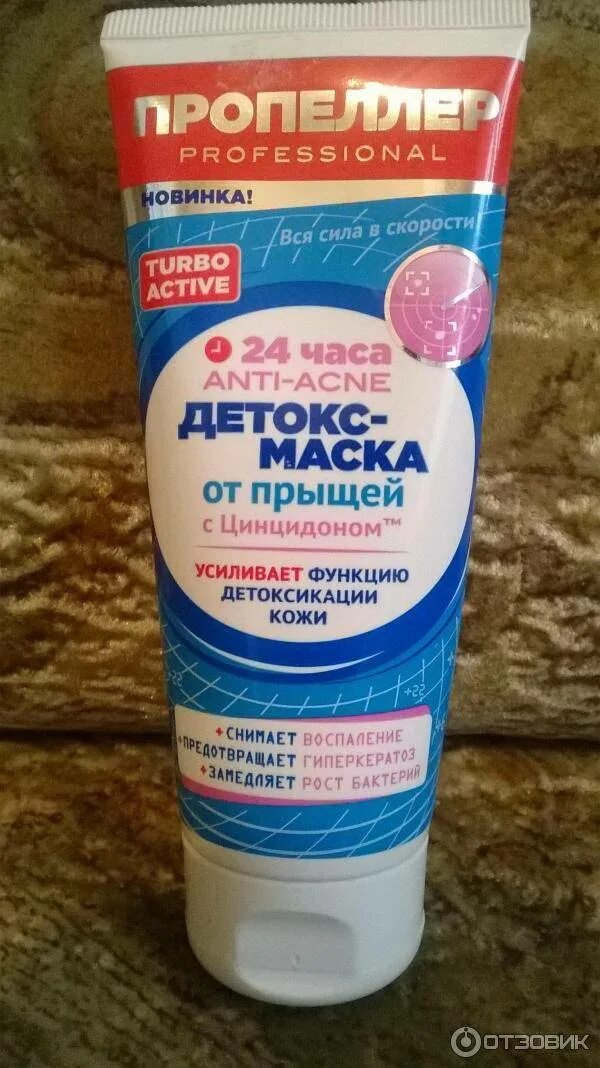 ПРОПЕЛЛЕР
PROFESSIONAL
НОВИНКА!
Вся сила в скорости
TURBO
ACTIVE
24 часа
ANTI-ACNE
ДЕТОКС-
МАСКА
от прыщей
с Цинцидоном™
УСИЛИВАЕТ ФУНКЦИЮ
ДЕТОКСИКАЦИИ
КОЖИ
+22
+СНИМАЕТ ВОСПАЛЕНИЕ
+ПРЕДОТВРАЩАЕТ ГИПЕРКЕРАТОЗ
+ЗАМЕДЛЯЕТ РОСТ БАКТЕРИЙ
ОТЗОВИК